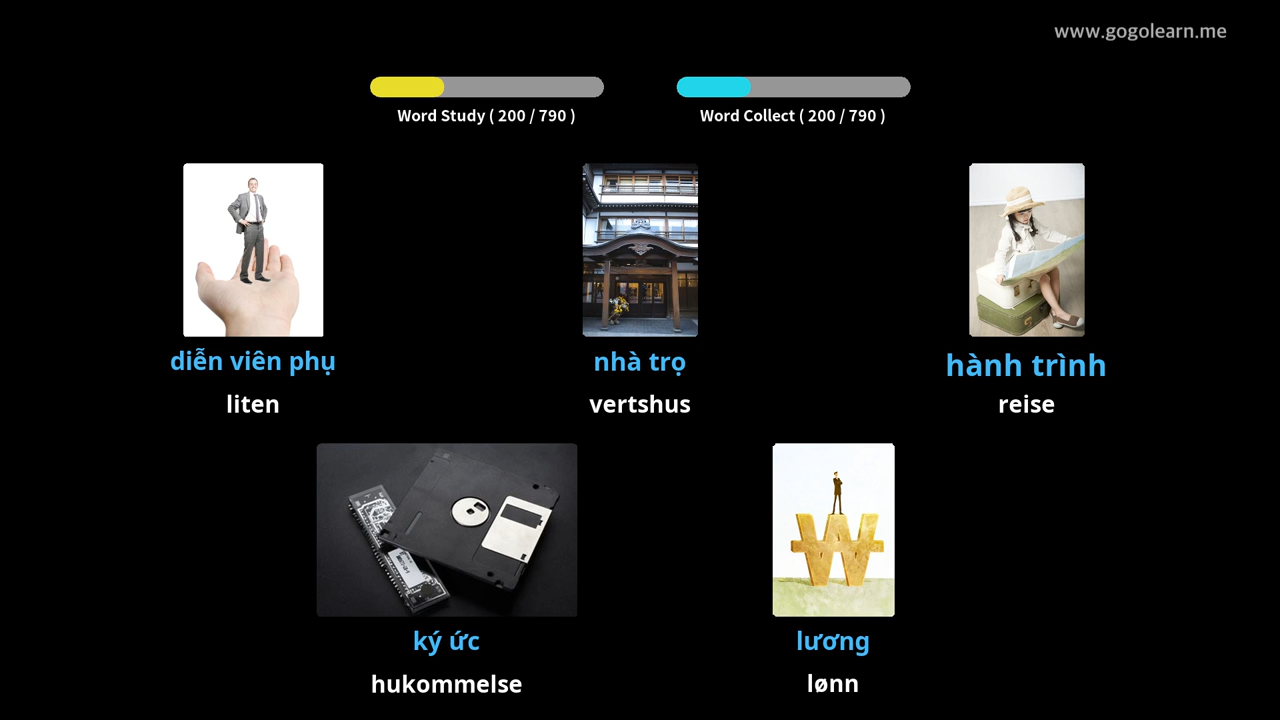 www.gogolearn.me
Word Study ( 200 / 790 )
Word Collect ( 200 / 790 )
diễn viên phụ
liten
nhà trọ
vertshus
hành trình
reise
ký ức
hukommelse
lương
lønn